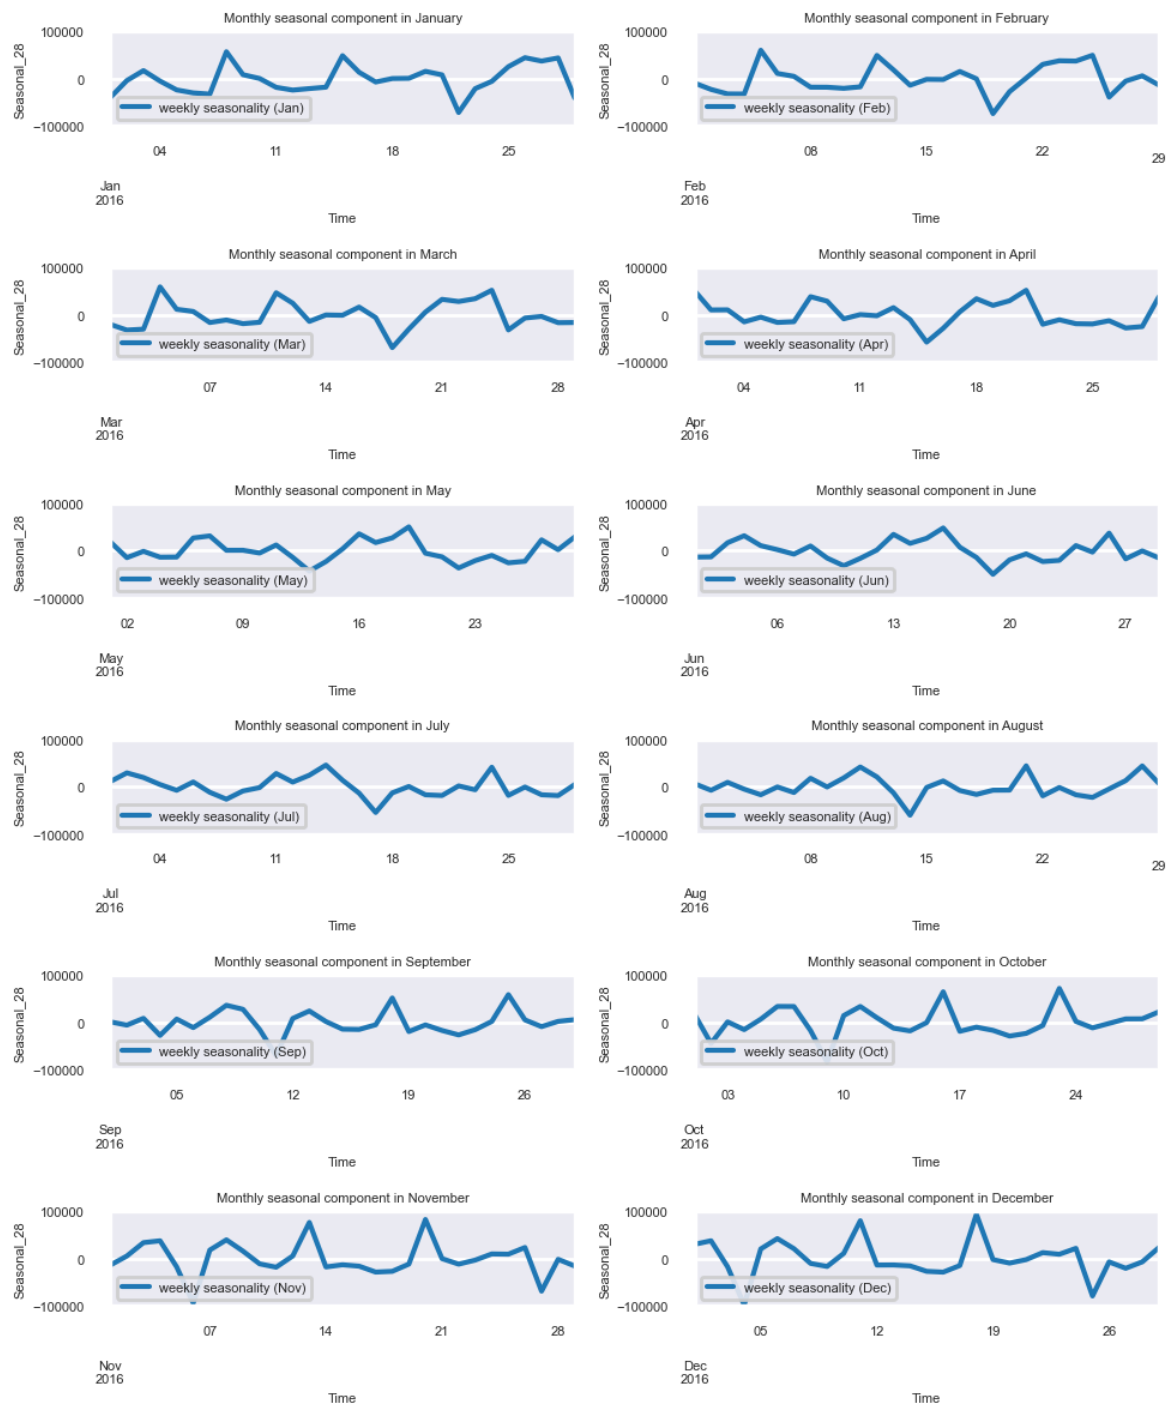 Monthly seasonal component in January
Seasonal_28
100000
0
−100000
weekly seasonality (Jan)
04 11 18 25
Jan
2016
Time
Monthly seasonal component in February
Seasonal_28
100000
0
−100000
weekly seasonality (Feb)
08 15 22 29
Feb
2016
Time
Monthly seasonal component in March
Seasonal_28
100000
0
−100000
weekly seasonality (Mar)
07 14 21 28
Mar
2016
Time
Monthly seasonal component in April
Seasonal_28
100000
0
−100000
weekly seasonality (Apr)
04 11 18 25
Apr
2016
Time
Monthly seasonal component in May
Seasonal_28
100000
0
−100000
weekly seasonality (May)
02 09 16 23
May
2016
Time
Monthly seasonal component in June
Seasonal_28
100000
0
−100000
weekly seasonality (Jun)
06 13 20 27
Jun
2016
Time
Monthly seasonal component in July
Seasonal_28
100000
0
−100000
weekly seasonality (Jul)
04 11 18 25
Jul
2016
Time
Monthly seasonal component in August
Seasonal_28
100000
0
−100000
weekly seasonality (Aug)
08 15 22 29
Aug
2016
Time
Monthly seasonal component in September
Seasonal_28
100000
0
−100000
weekly seasonality (Sep)
05 12 19 26
Sep
2016
Time
Monthly seasonal component in October
Seasonal_28
100000
0
−100000
weekly seasonality (Oct)
03 10 17 24
Oct
2016
Time
Monthly seasonal component in November
Seasonal_28
100000
0
−100000
weekly seasonality (Nov)
07 14 21 28
Nov
2016
Time
Monthly seasonal component in December
Seasonal_28
100000
0
−100000
weekly seasonality (Dec)
05 12 19 26
Dec
2016
Time